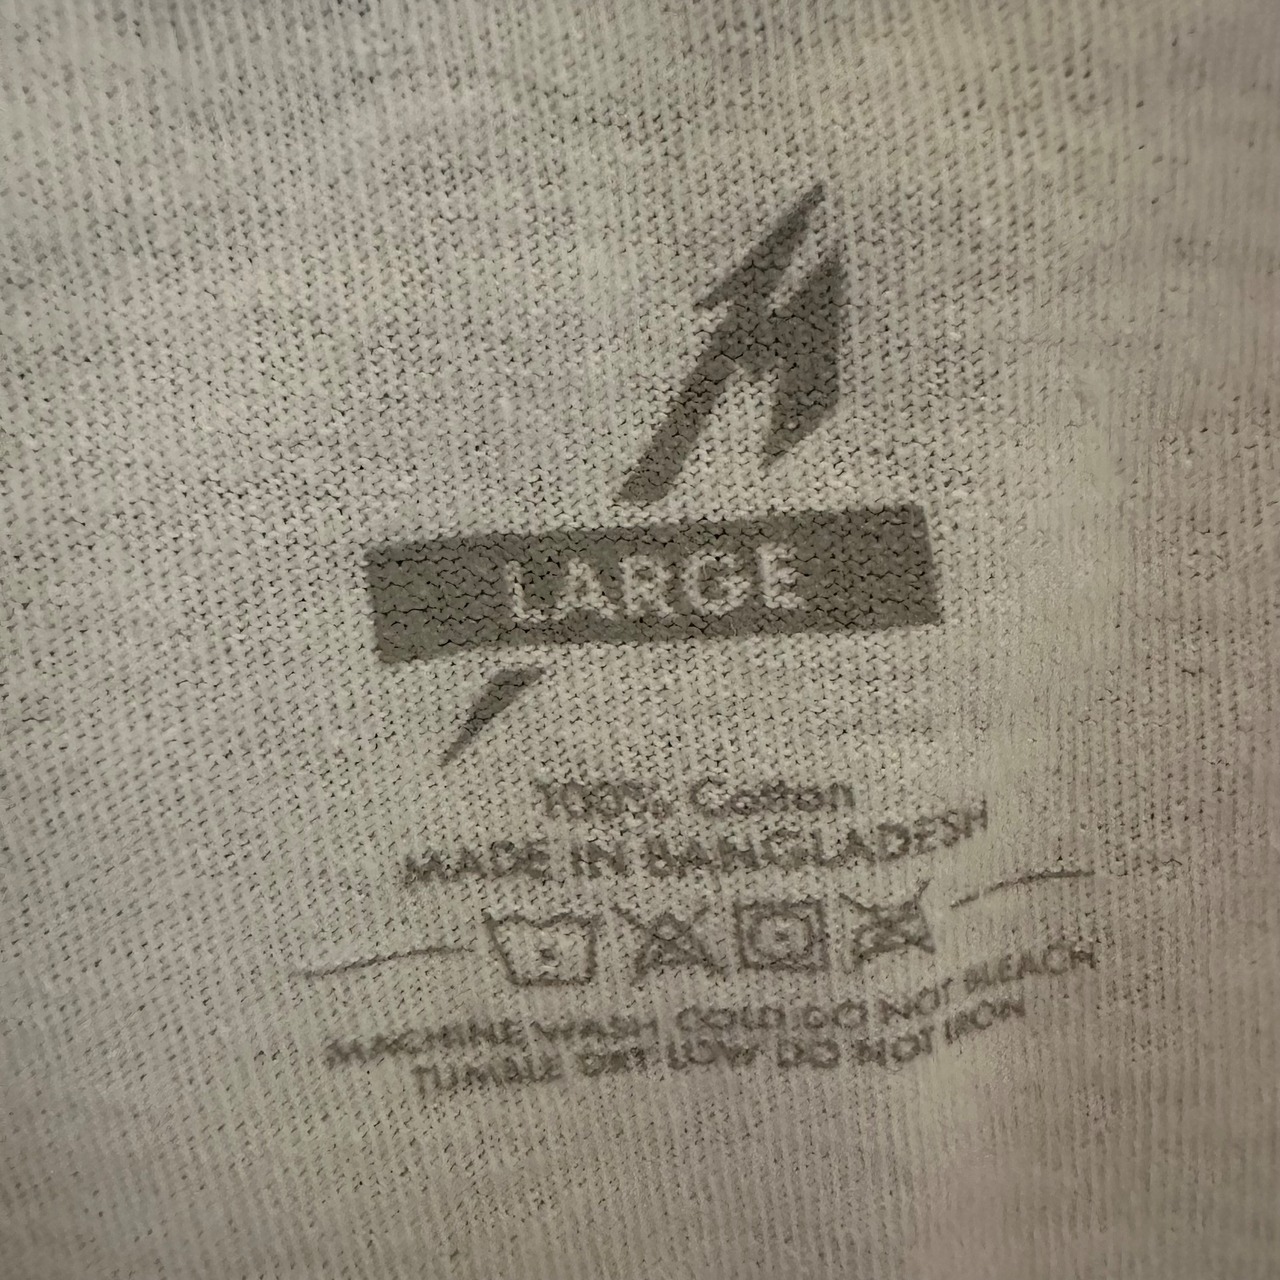 LARGE
100% Cotton
MADE IN BANGLADESH
MACHINE WASH COLD DO NOT BLEACH
TUMBLE DRY LOW DO NOT IRON